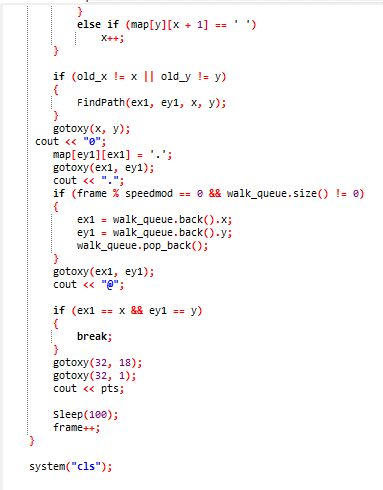 }
else if (map[y][x + 1] == ' ')
x++;
}
if (old_x != x || old_y != y)
{
FindPath(ex1, ey1, x, y);
}
gotoxy(x, y);
cout << "0";
map[ey1][ex1] = '.';
gotoxy(ex1, ey1);
cout << ".";
if (frame % speedmod == 0 && walk_queue.size() != 0)
{
ex1 = walk_queue.back().x;
ey1 = walk_queue.back().y;
walk_queue.pop_back();
}
gotoxy(ex1, ey1);
cout << "@";
if (ex1 == x && ey1 == y)
{
break;
}
gotoxy(32, 18);
gotoxy(32, 1);
cout << pts;
Sleep(100);
frame++;
}
system("cls");